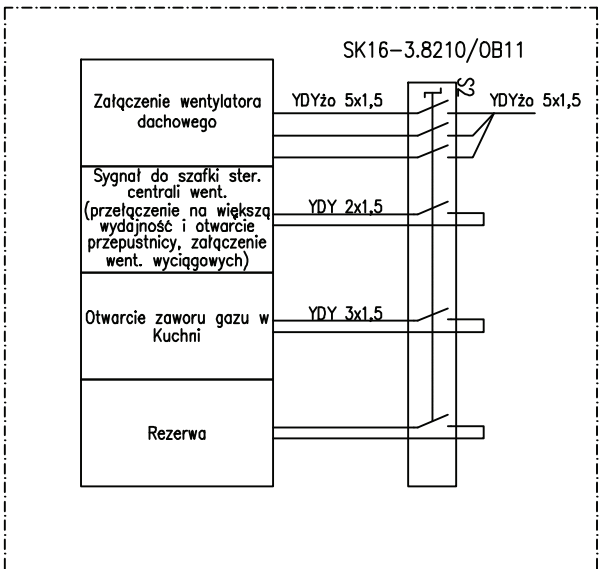 SK16-3.8210/OB11
S2
Załączenie wentylatora
dachowego
YDYżo 5x1,5
YDYżo 5x1,5
Sygnał do szafki ster.
centrali went.
(przełączenie na większą
wydajność i otwarcie
przepustnicy, załączenie
went. wyciągowych)
YDY 2x1,5
Otwarcie zaworu gazu w
Kuchni
YDY 3x1,5
Rezerwa